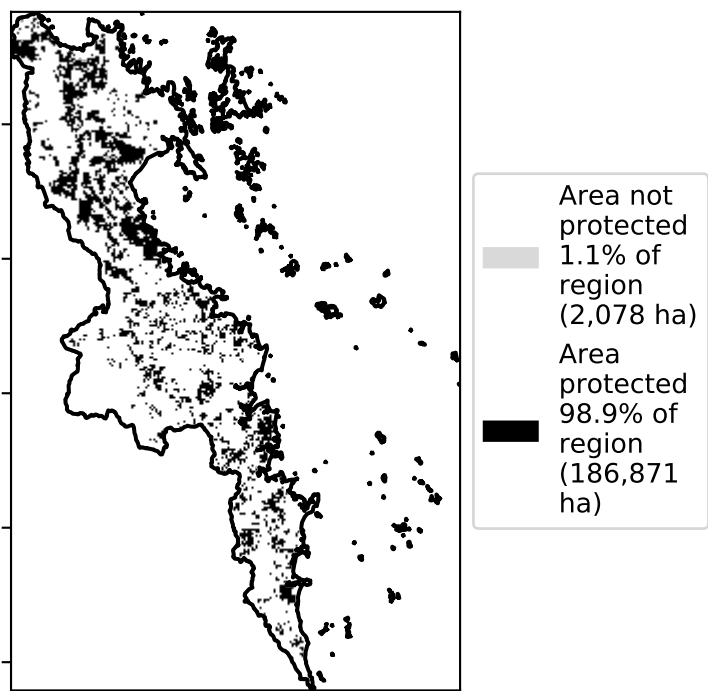 Area not
protected
1.1% of
region
(2,078 ha)
Area
protected
98.9% of
region
(186,871
ha)